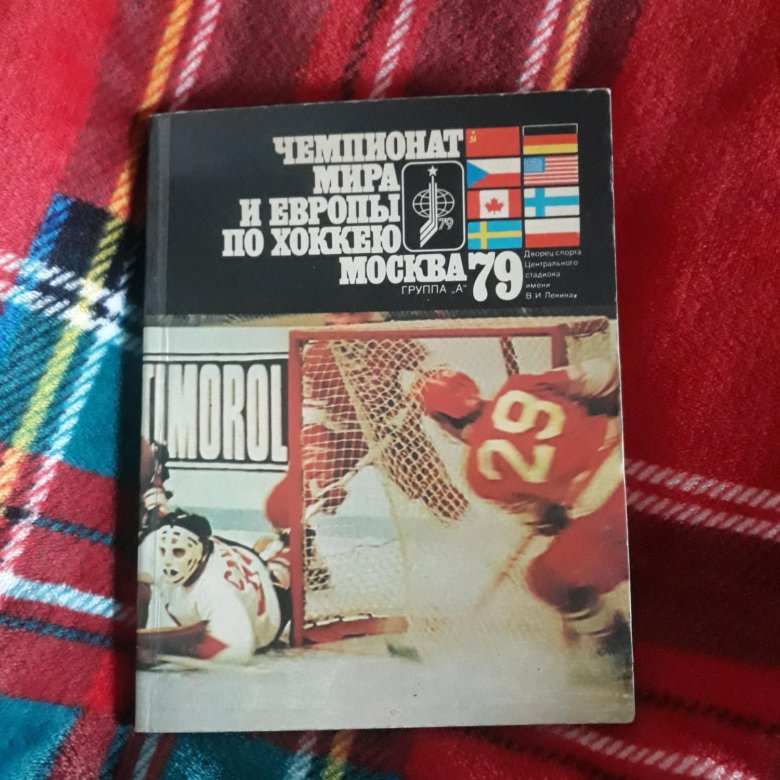 ЧЕМПИОНАТ
МИРА
И ЕВРОПЫ
ПО ХОККЕЮ
МОСКВА '79
ГРУППА „А"
79
Дворец спорта
Центрального
стадиона
имени
В. И. Ленина
TIMOROL
29